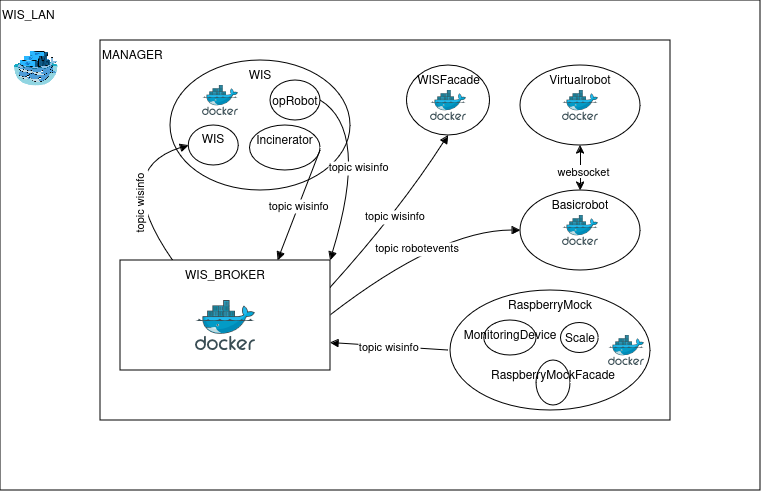 WIS_LAN
MANAGER
WIS
docker
opRobot
WIS
Incinerator
WISFacade
docker
Virtualrobot
docker
websocket
Basicrobot
docker
topic wisinfo
topic wisinfo
topic wisinfo
topic wisinfo
topic robotevents
WIS_BROKER
docker
topic wisinfo
RaspberryMock
MonitoringDevice
Scale
docker
RaspberryMockFacade